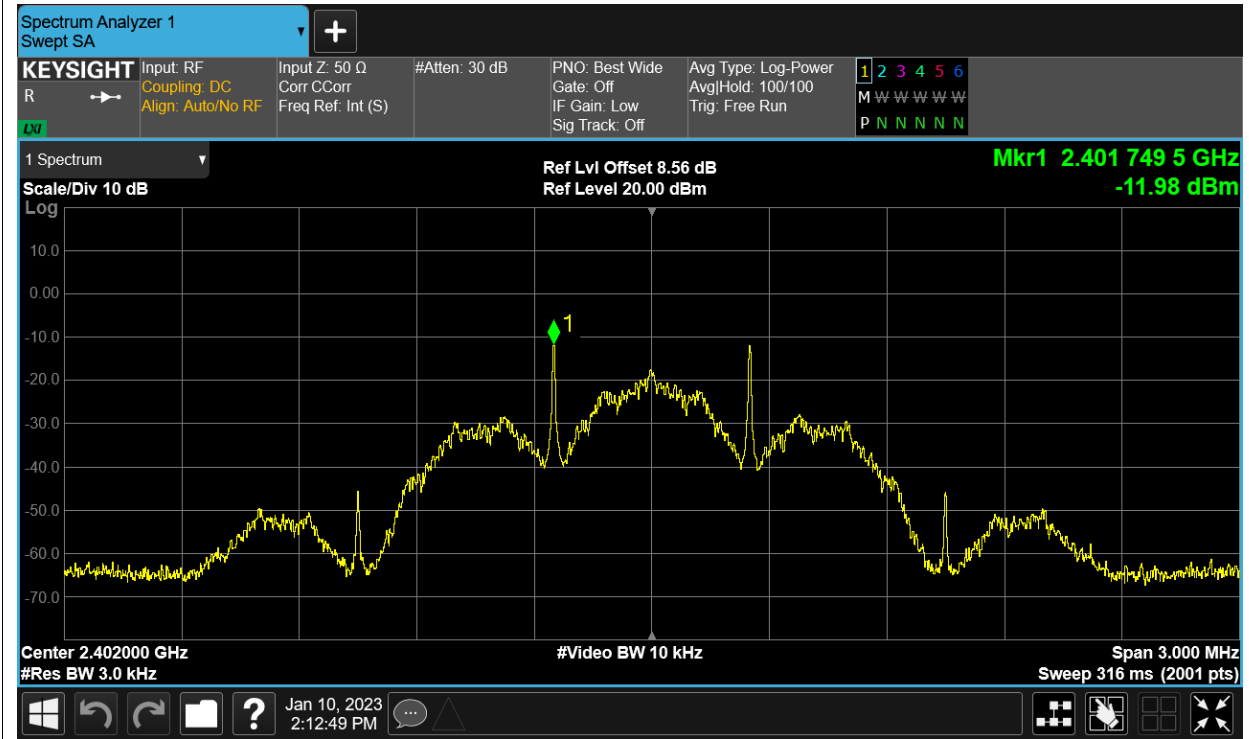 Spectrum Analyzer 1
Swept SA
+
KEYSIGHT
R
LXI
Input: RF
Coupling: DC
Align: Auto/No RF
Input Z: 50 Ω
Corr CCorr
Freq Ref: Int (S)
#Atten: 30 dB
PNO: Best Wide
Gate: Off
IF Gain: Low
Sig Track: Off
Avg Type: Log-Power
Avg|Hold: 100/100
Trig: Free Run
1 2 3 4 5 6
M W W W W W
P N N N N N
1 Spectrum
Scale/Div 10 dB
Ref Lvl Offset 8.56 dB
Ref Level 20.00 dBm
Mkr1 2.401 749 5 GHz
-11.98 dBm
Log
10.0
0.00
-10.0
-20.0
-30.0
-40.0
-50.0
-60.0
-70.0
1
Center 2.402000 GHz
#Res BW 3.0 kHz
#Video BW 10 kHz
Span 3.000 MHz
Sweep 316 ms (2001 pts)
?
Jan 10, 2023
2:12:49 PM